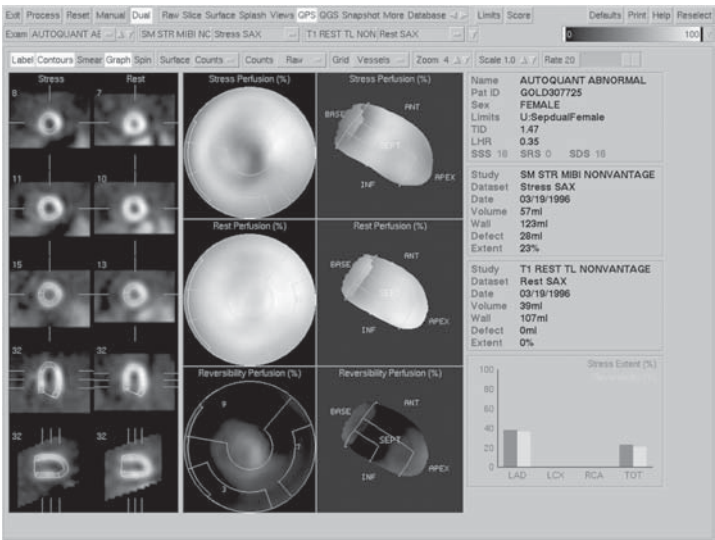 Exit Process Reset Manual Dual Raw Slice Surface Splash Views QPS QGS Snapshot More Database Limits Score Defaults Print Help Reselect
Exam AUTOQUANT SM STR MIBI NC Stress SAX T1 REST TL NON Rest SAX 0 100
Label Contours Smear Graph Spin Surface Counts Counts Raw Grid Vessels Zoom 4 Scale 1.0 Rate 20
Stress Rest
8 7
11 10
15 13
32 32
32 32
Stress Perfusion (%) Stress Perfusion (%)
BASE ANT SEPT INF APEX
Rest Perfusion (%) Rest Perfusion (%)
BASE ANT SEPT INF APEX
Reversibility Perfusion (%) Reversibility Perfusion (%)
9 7 3
BASE ANT SEPT INF APEX
Name AUTOQUANT ABNORMAL
Pat ID GOLD307725
Sex FEMALE
Limits U:SepdualFemale
TID 1.47
LHR 0.35
SSS 16 SRS 0 SDS 16
Study SM STR MIBI NONVANTAGE
Dataset Stress SAX
Date 03/19/1996
Volume 57ml
Wall 123ml
Defect 28ml
Extent 23%
Study T1 REST TL NONVANTAGE
Dataset Rest SAX
Date 03/19/1996
Volume 39ml
Wall 107ml
Defect 0ml
Extent 0%
Stress Extent (%)
100
80
60
40
20
0
LAD LCX RCA TOT